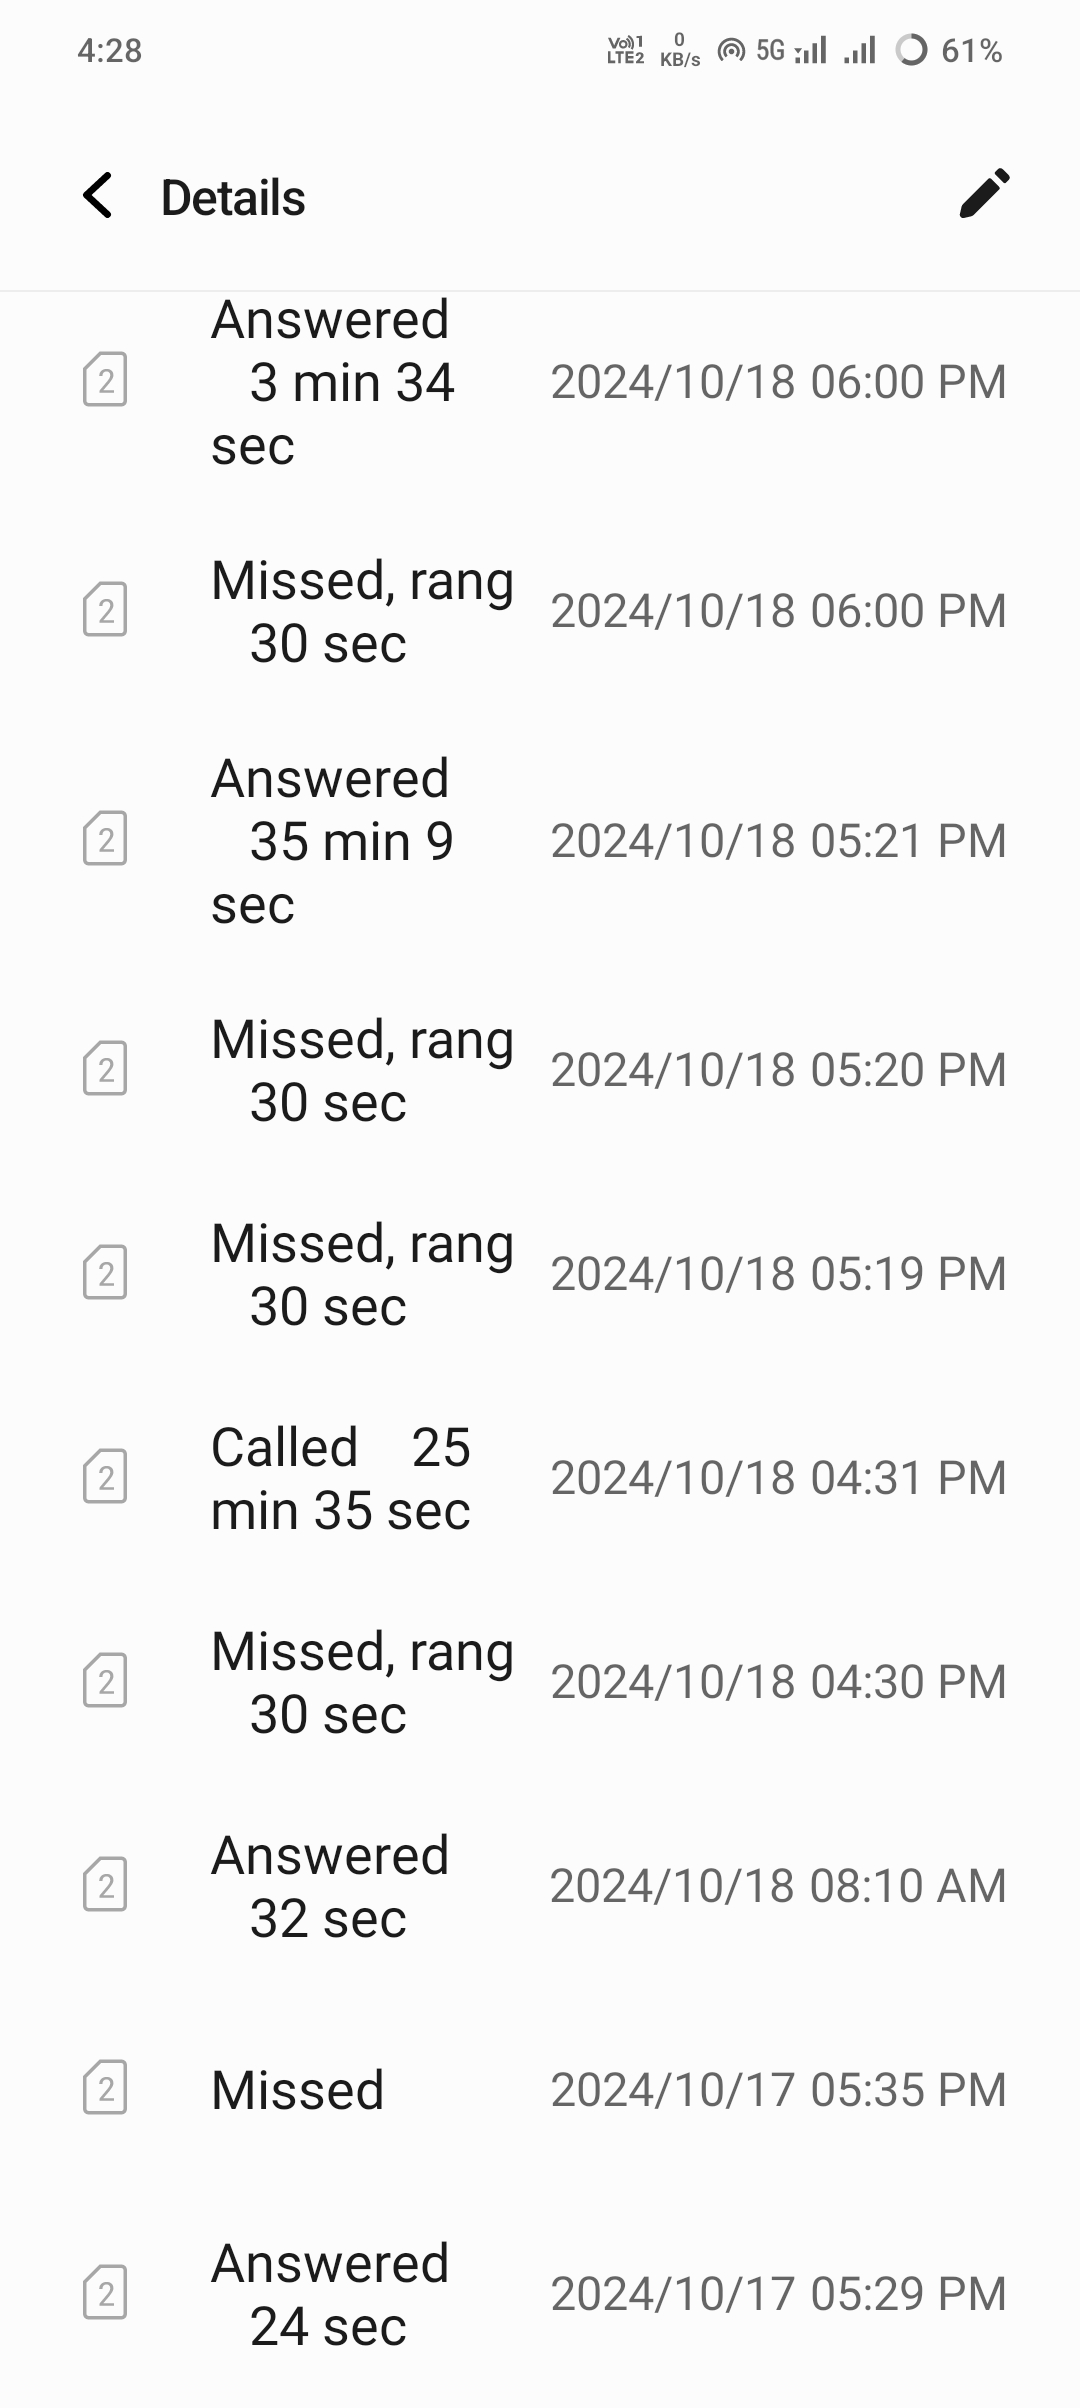 4:28
Vo)) 1
LTE2
0
KB/s
5G
61%
Details
Answered
3 min 34
sec
2024/10/18 06:00 PM
2
Missed, rang
30 sec
2024/10/18 06:00 PM
2
Answered
35 min 9
sec
2024/10/18 05:21 PM
2
Missed, rang
30 sec
2024/10/18 05:20 PM
2
Missed, rang
30 sec
2024/10/18 05:19 PM
2
Called 25
min 35 sec
2024/10/18 04:31 PM
2
Missed, rang
30 sec
2024/10/18 04:30 PM
2
Answered
32 sec
2024/10/18 08:10 AM
2
Missed
2024/10/17 05:35 PM
2
Answered
24 sec
2024/10/17 05:29 PM
2